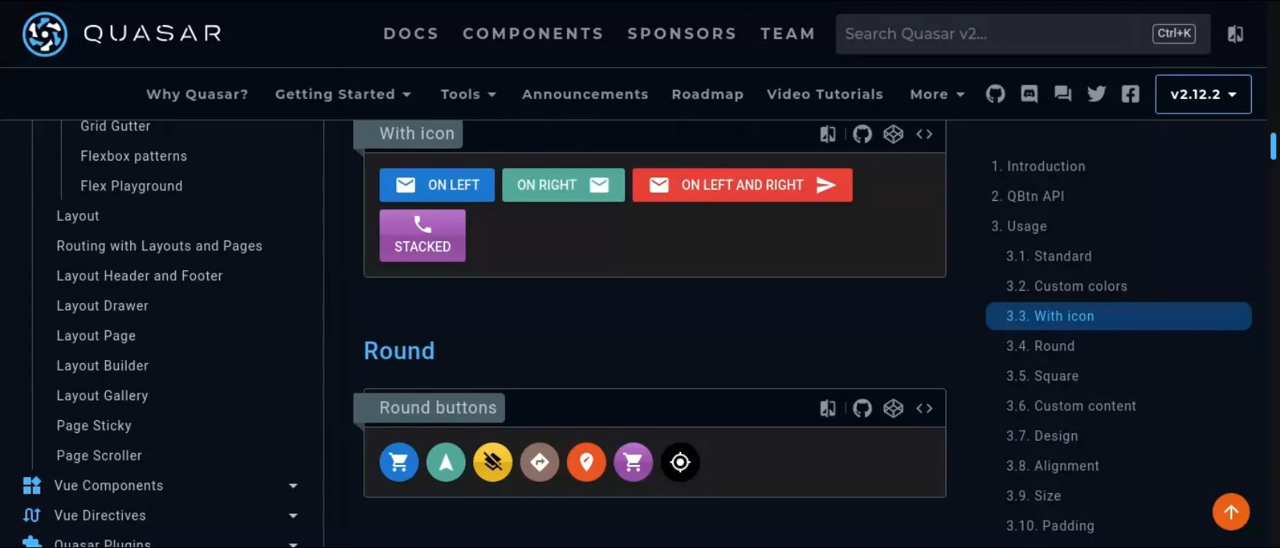 QUASAR
DOCS COMPONENTS SPONSORS TEAM Search Quasar v2... Ctrl+K
Why Quasar? Getting Started Tools Announcements Roadmap Video Tutorials More v2.12.2
Grid Gutter
Flexbox patterns
Flex Playground
Layout
Routing with Layouts and Pages
Layout Header and Footer
Layout Drawer
Layout Page
Layout Builder
Layout Gallery
Page Sticky
Page Scroller
Vue Components
Vue Directives
Quasar Plugins
With icon
ON LEFT ON RIGHT ON LEFT AND RIGHT
STACKED
Round
Round buttons
1. Introduction
2. QBtn API
3. Usage
3.1. Standard
3.2. Custom colors
3.3. With icon
3.4. Round
3.5. Square
3.6. Custom content
3.7. Design
3.8. Alignment
3.9. Size
3.10. Padding